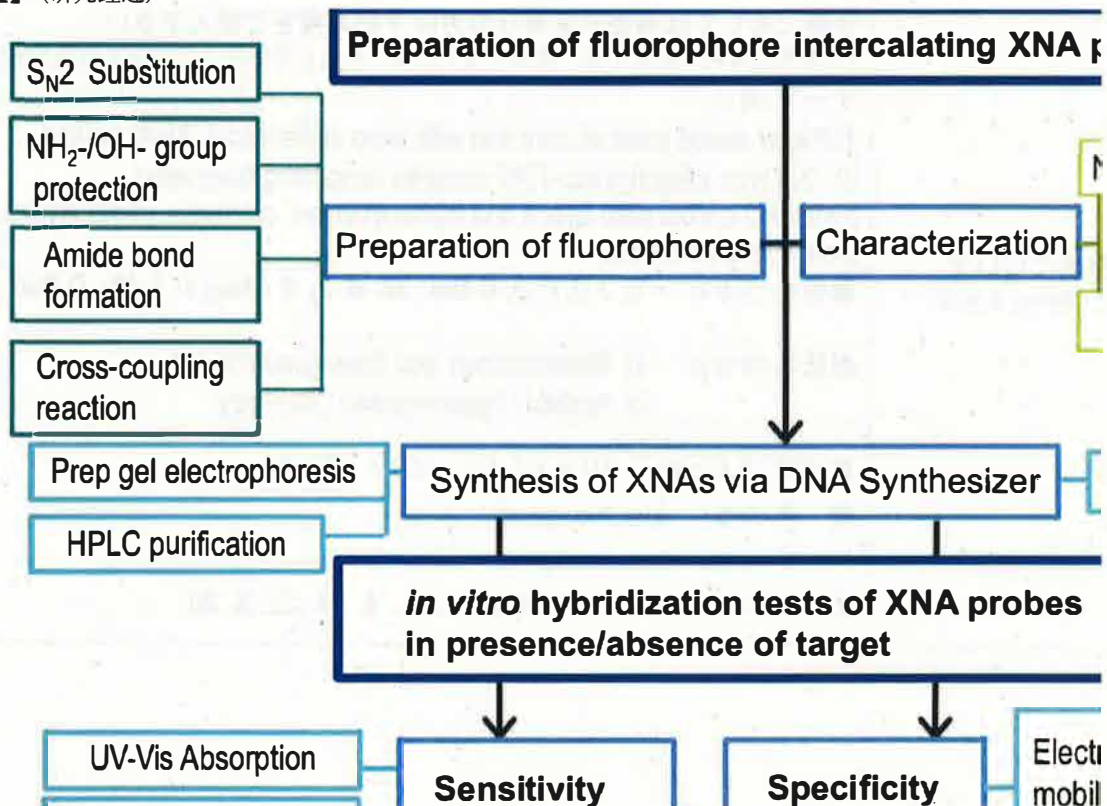 Preparation of fluorophore intercalating XNA
S_N2 Substitution
NH₂-/OH- group
protection
Amide bond
formation
Cross-coupling
reaction
Preparation of fluorophores
Characterization
Prep gel electrophoresis
HPLC purification
Synthesis of XNAs via DNA Synthesizer
in vitro hybridization tests of XNA probes
in presence/absence of target
UV-Vis Absorption
Sensitivity
Specificity